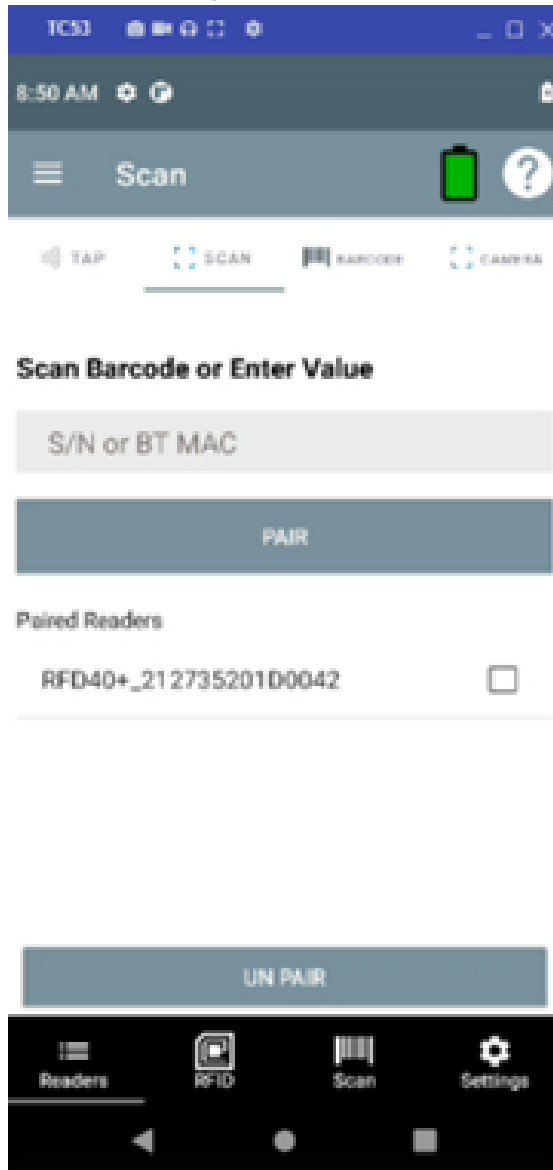 TC53
8:50 AM
Scan
?
TAP SCAN BARCODE CAMERA
Scan Barcode or Enter Value
S/N or BT MAC
PAIR
Paired Readers
RFD40+_212735201D0042
UN PAIR
Readers RFID Scan Settings